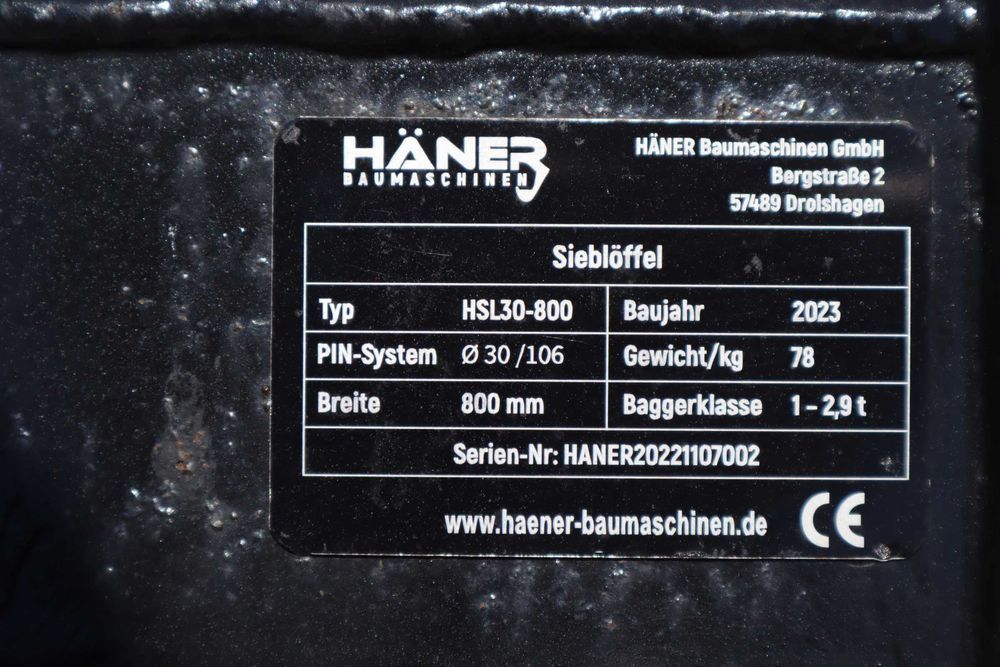 HÄNER
BAUMASCHINEN
HÄNER Baumaschinen GmbH
Bergstraße 2
57489 Drolshagen
Sieblöffel
Typ HSL30-800 Baujahr 2023
PIN-System Ø 30 /106 Gewicht/kg 78
Breite 800 mm Baggerklasse 1 – 2,9 t
Serien-Nr: HANER20221107002
www.haener-baumaschinen.de CE